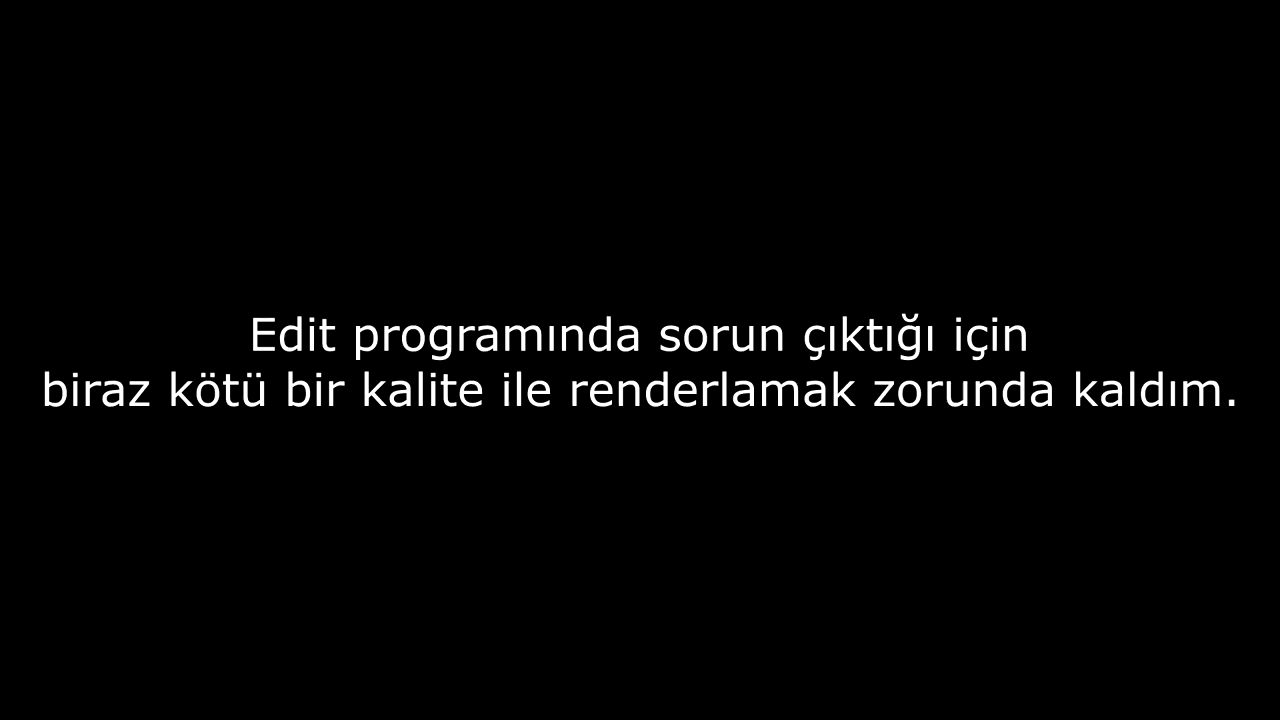 Edit programında sorun çıktığı için
biraz kötü bir kalite ile renderlamak zorunda kaldım.